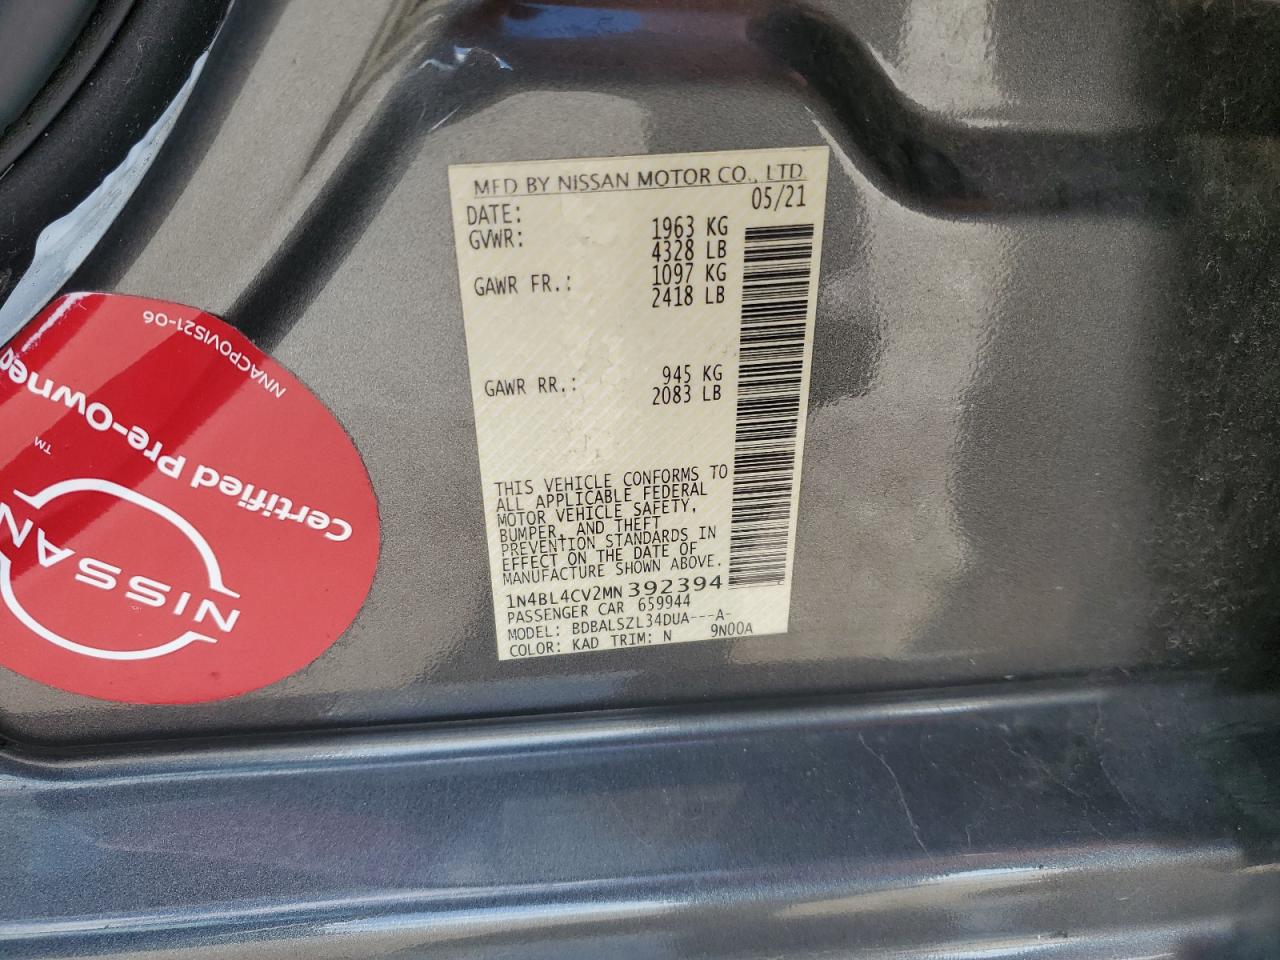 MFD BY NISSAN MOTOR CO., LTD
DATE: 05/21
GVWR: 1963 KG
4328 LB
GAWR FR.: 1097 KG
2418 LB
GAWR RR.: 945 KG
2083 LB
THIS VEHICLE CONFORMS TO
ALL APPLICABLE FEDERAL
MOTOR VEHICLE SAFETY,
BUMPER, AND THEFT
PREVENTION STANDARDS IN
EFFECT ON THE DATE OF
MANUFACTURE SHOWN ABOVE.
1N4BL4CV2MN392394
PASSENGER CAR 659944
MODEL: BDBALSZL34DUA---A-
COLOR: KAD TRIM: N 9N00A
NISSAN
Certified Pre-Owned
TM
NNACPOVIS21-06